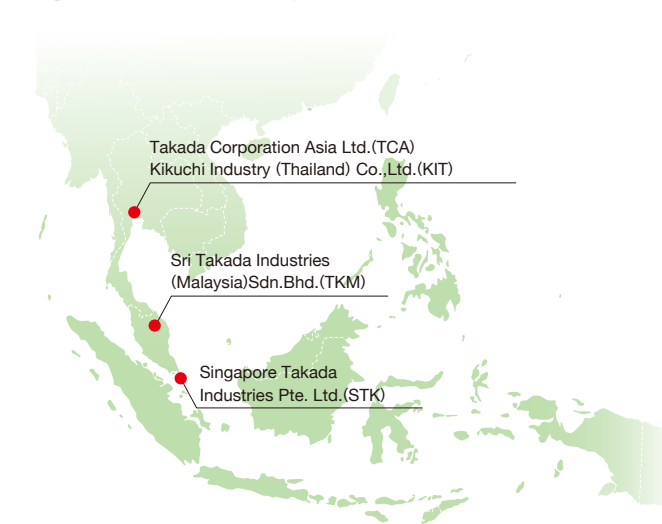 Takada Corporation Asia Ltd.(TCA)
Kikuchi Industry (Thailand) Co.,Ltd.(KIT)
Sri Takada Industries
(Malaysia)Sdn.Bhd.(TKM)
Singapore Takada
Industries Pte. Ltd.(STK)